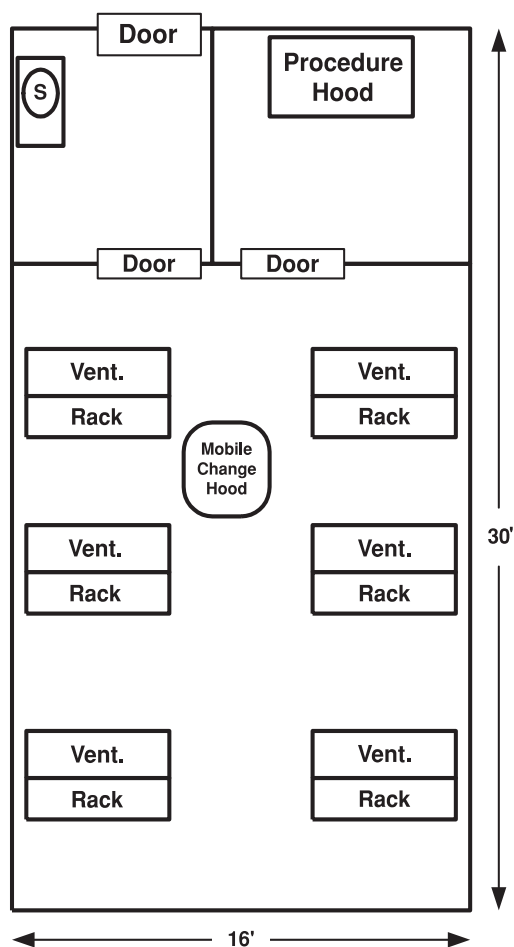 Door
S
Procedure
Hood
Door
Door
Vent.
Rack
Vent.
Rack
Mobile
Change
Hood
Vent.
Rack
Vent.
Rack
30'
Vent.
Rack
Vent.
Rack
16'